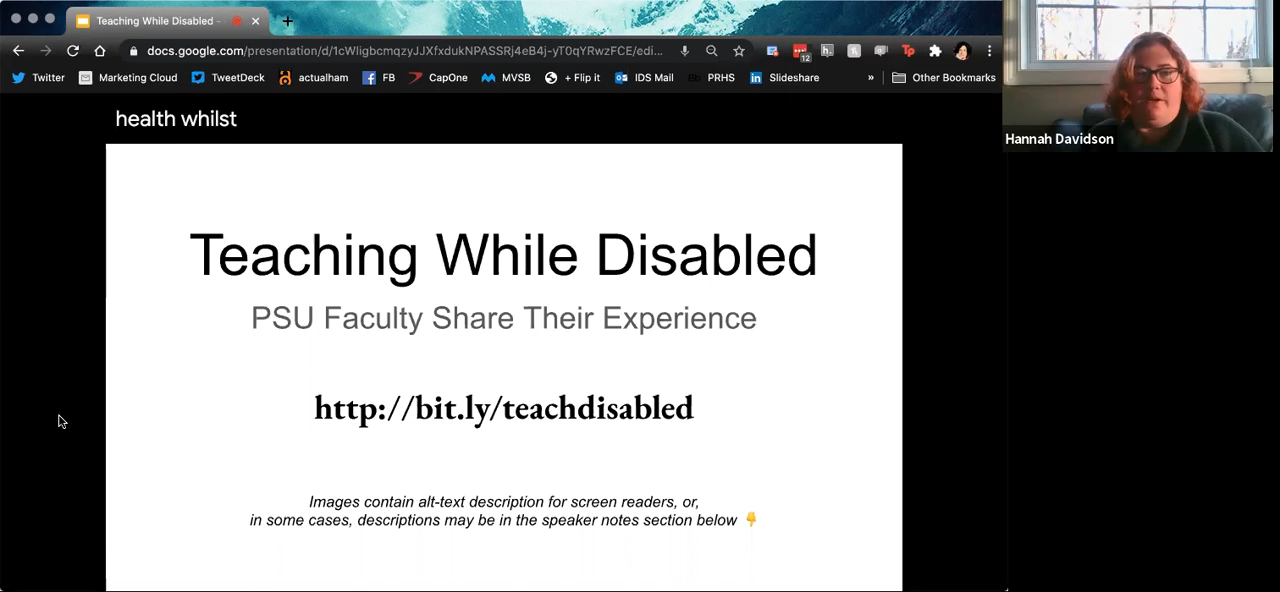 Teaching While Disabled -
docs.google.com/presentation/d/1cWligbcmqzyJJXfxdukNPASSRj4eB4j-yT0qYRwzFCE/edi...
12
Twitter
Marketing Cloud
TweetDeck
actualham
FB
CapOne
MVSB
+ Flip it
IDS Mail
PRHS
Slideshare
»
Other Bookmarks
Hannah Davidson
health whilst
Teaching While Disabled
PSU Faculty Share Their Experience
http://bit.ly/teachdisabled
Images contain alt-text description for screen readers, or,
in some cases, descriptions may be in the speaker notes section below 👇